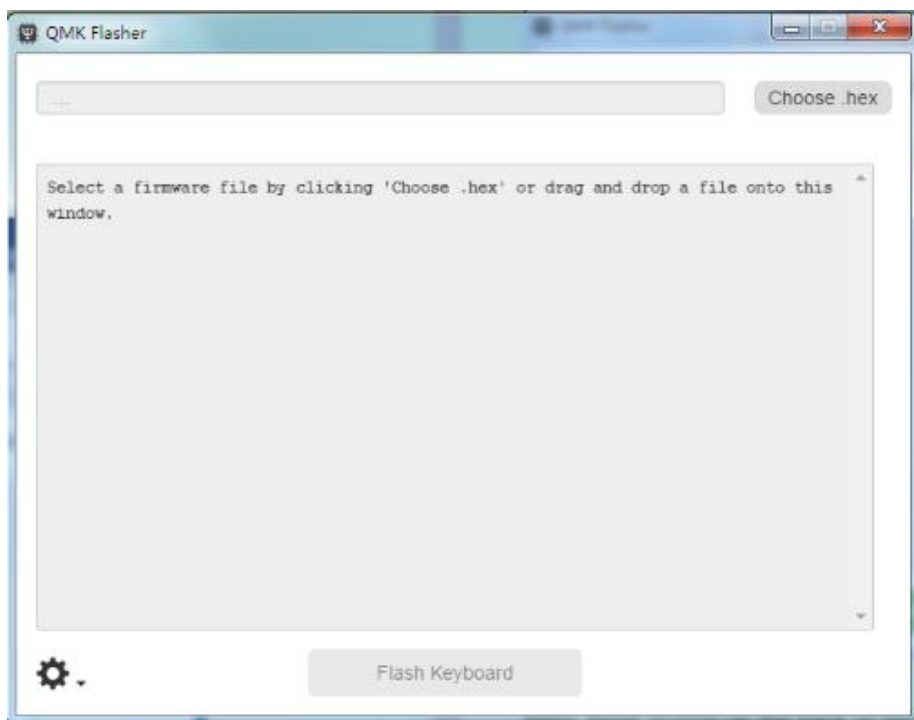 QMK Flasher
...
Choose .hex
Select a firmware file by clicking 'Choose .hex' or drag and drop a file onto this
window.
Flash Keyboard